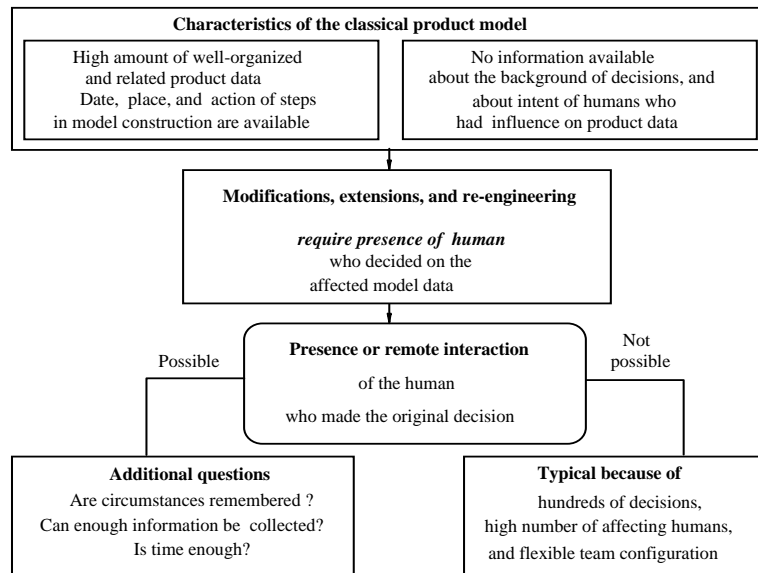 Characteristics of the classical product model
High amount of well-organized
and related product data
Date, place, and action of steps
in model construction are available
No information available
about the background of decisions, and
about intent of humans who
had influence on product data
Modifications, extensions, and re-engineering
require presence of human
who decided on the
affected model data
Presence or remote interaction
of the human
who made the original decision
Possible
Not
possible
Additional questions
Are circumstances remembered ?
Can enough information be collected?
Is time enough?
Typical because of
hundreds of decisions,
high number of affecting humans,
and flexible team configuration